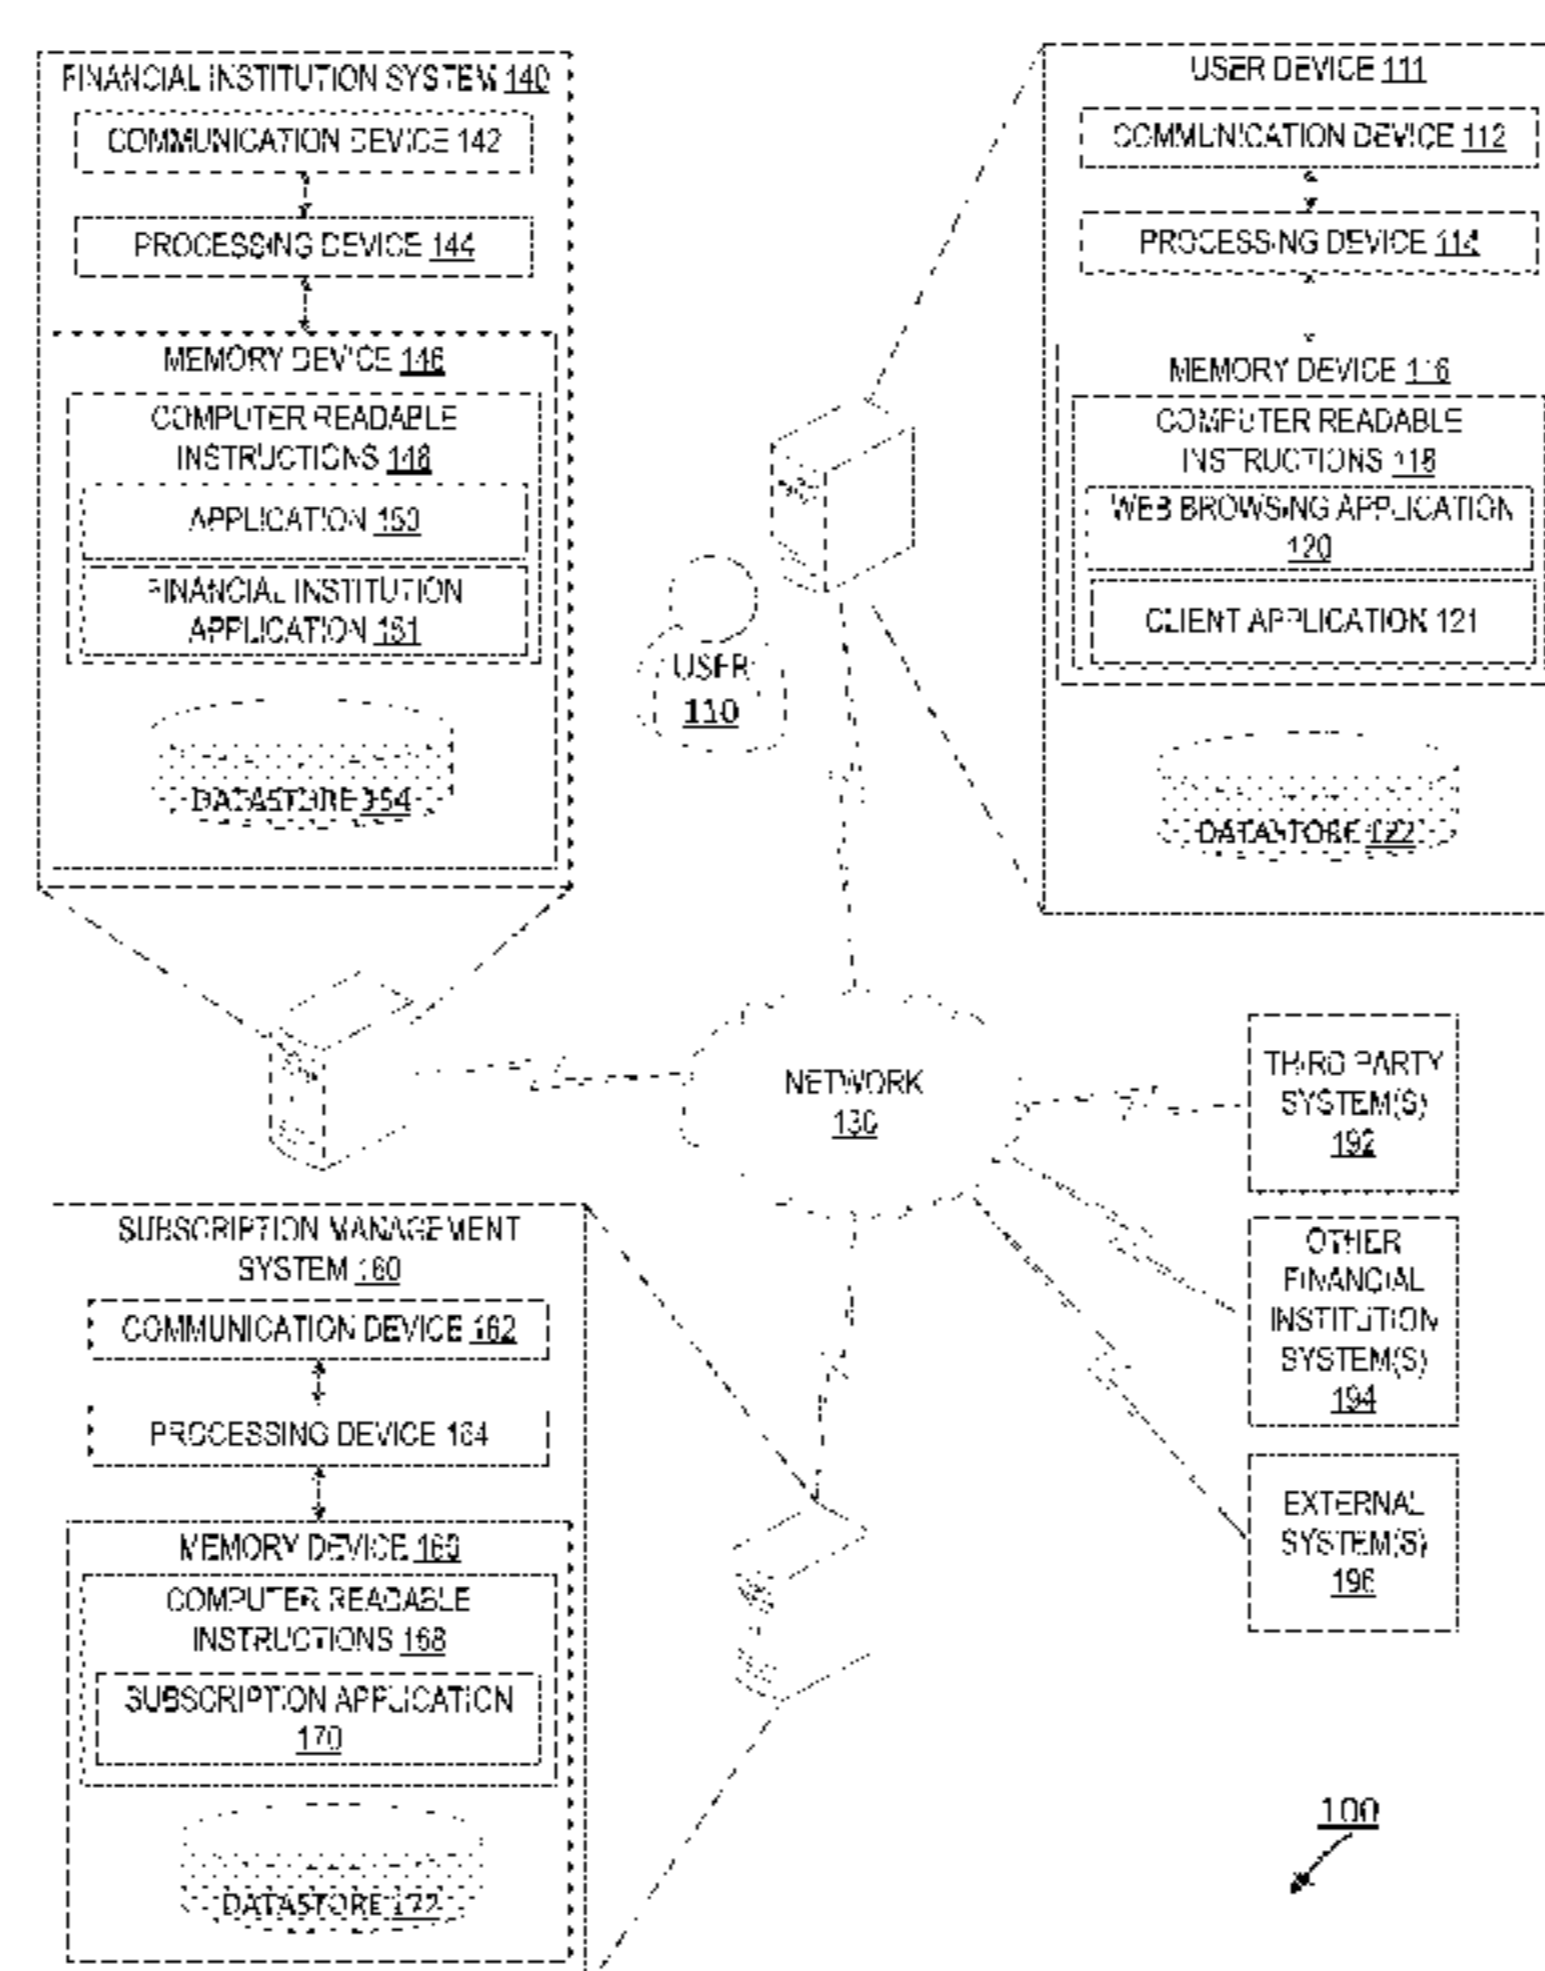 FINANCIAL INSTITUTION SYSTEM 140
COMMUNICATION DEVICE 142
PROCESSING DEVICE 144
MEMORY DEVICE 146
COMPUTER READABLE
INSTRUCTIONS 148
APPLICATION 150
FINANCIAL INSTITUTION
APPLICATION 151
DATASTORE
USER DEVICE 111
COMMUNICATION DEVICE 112
PROCESSING DEVICE 114
MEMORY DEVICE 116
COMPUTER READABLE
INSTRUCTIONS 118
WEB BROWSING APPLICATION
120
CLIENT APPLICATION 121
DATASTORE 122
USER
110
NETWORK
130
THIRD PARTY
SYSTEM(S)
192
OTHER
FINANCIAL
INSTITUTION
SYSTEM(S)
194
EXTERNAL
SYSTEM(S)
196
SUBSCRIPTION MANAGEMENT
SYSTEM 160
COMMUNICATION DEVICE 162
PROCESSING DEVICE 164
MEMORY DEVICE
COMPUTER READABLE
INSTRUCTIONS 168
SUBSCRIPTION APPLICATION
170
DATASTORE 172
100